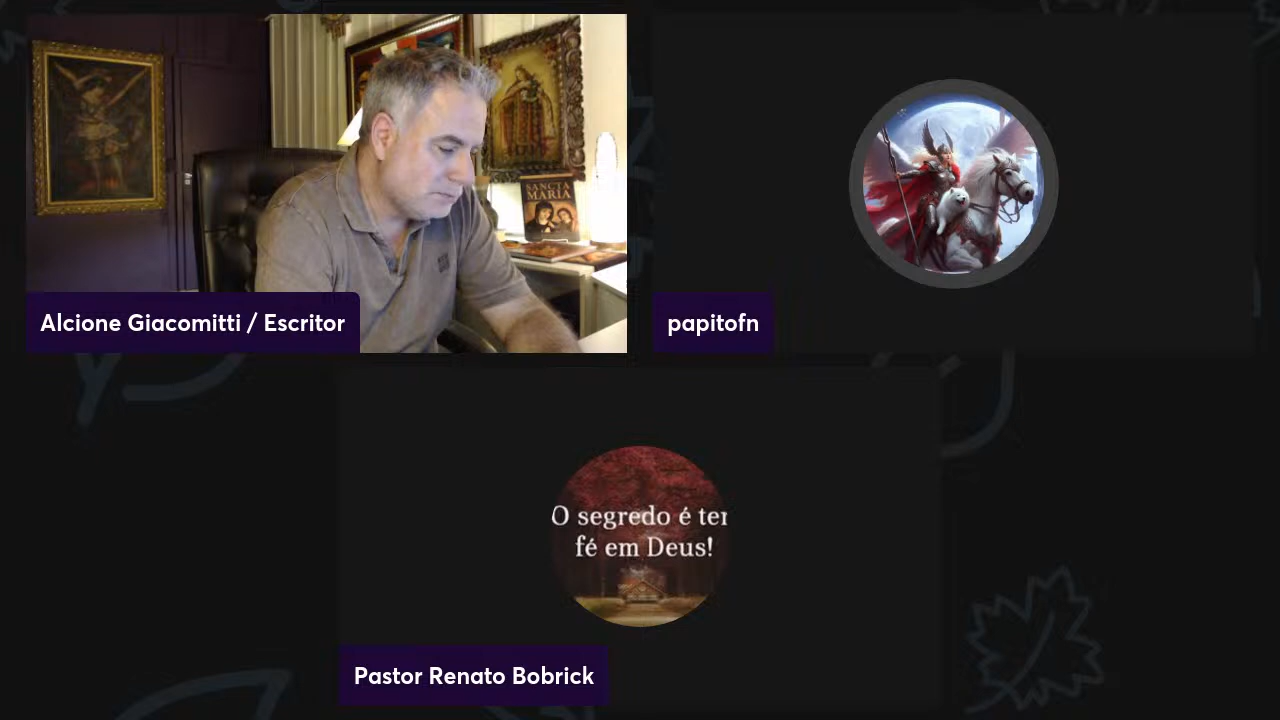 SANCTA
MARIA
Alcione Giacomitti / Escritor
papitofn
O segredo é ter
fé em Deus!
Pastor Renato Bobrick